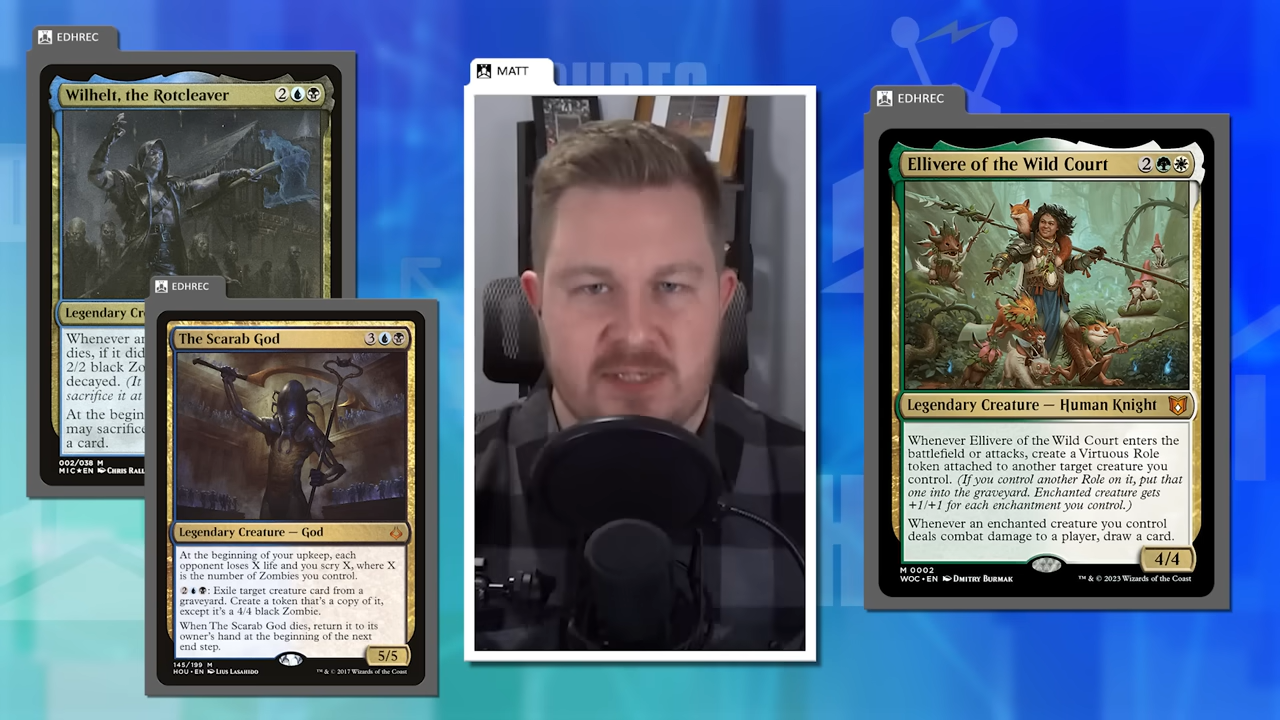 EDHREC
Wilhelt, the Rotcleaver 2
Legendary Cr
Whenever an
dies, if it did
2/2 black Zo
decayed. (It
sacrifice it at
At the begin
may sacrifice
a card.
002/038 M
MIC★EN CHRIS RALL
EDHREC
The Scarab God 3
Legendary Creature — God
At the beginning of your upkeep, each
opponent loses X life and you scry X, where X
is the number of Zombies you control.
2: Exile target creature card from a
graveyard. Create a token that's a copy of it,
except it's a 4/4 black Zombie.
When The Scarab God dies, return it to its
owner's hand at the beginning of the next
end step.
5/5
145/199 M
HOU • EN LIUS LASAHIDO ™ & © 2017 Wizards of the Coast
MATT
EDHREC
Ellivere of the Wild Court 2
Legendary Creature — Human Knight
Whenever Ellivere of the Wild Court enters the
battlefield or attacks, create a Virtuous Role
token attached to another target creature you
control. (If you control another Role on it, put that
one into the graveyard. Enchanted creature gets
+1/+1 for each enchantment you control.)
Whenever an enchanted creature you control
deals combat damage to a player, draw a card.
4/4
M 0002
WOC • EN DMITRY BURMAK ™ & © 2023 Wizards of the Coast